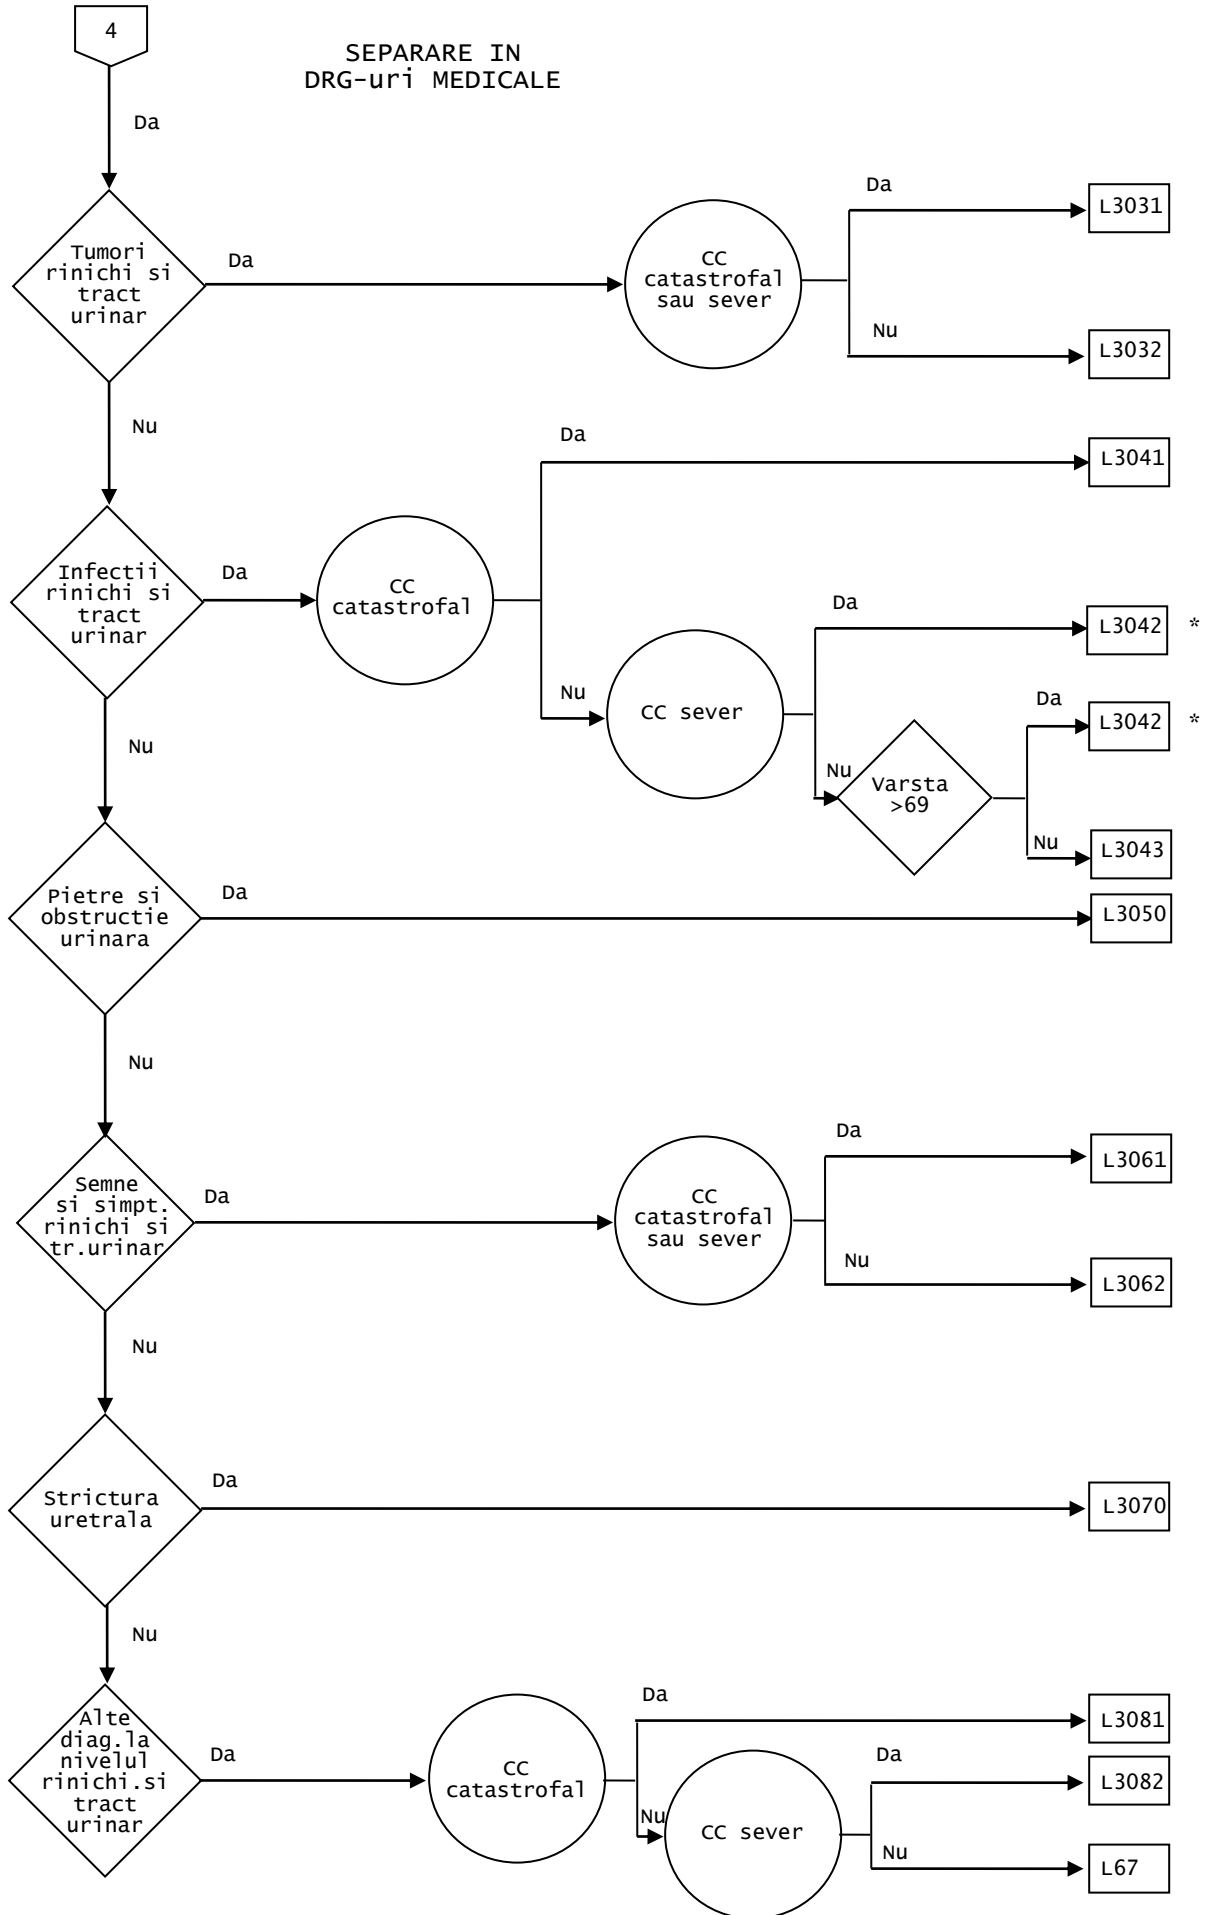 4
SEPARARE IN
DRG-uri MEDICALE
Da
Tumori
rinichi si
tract
urinar
Da
CC
catastrofal
sau sever
Da
L3031
Nu
L3032
Nu
Da
L3041
Infectii
rinichi si
tract
urinar
Da
CC
catastrofal
Nu
CC sever
Da
L3042 *
Nu
Varsta
>69
Da
L3042 *
Nu
L3043
Nu
Pietre si
obstructie
urinara
Da
L3050
Nu
Semne
si simpt.
rinichi si
tr.urinar
Da
CC
catastrofal
sau sever
Da
L3061
Nu
L3062
Nu
Strictura
uretrala
Da
L3070
Nu
Alte
diag.la
nivelul
rinichi.si
tract
urinar
Da
CC
catastrofal
Da
L3081
Nu
CC sever
Da
L3082
Nu
L67